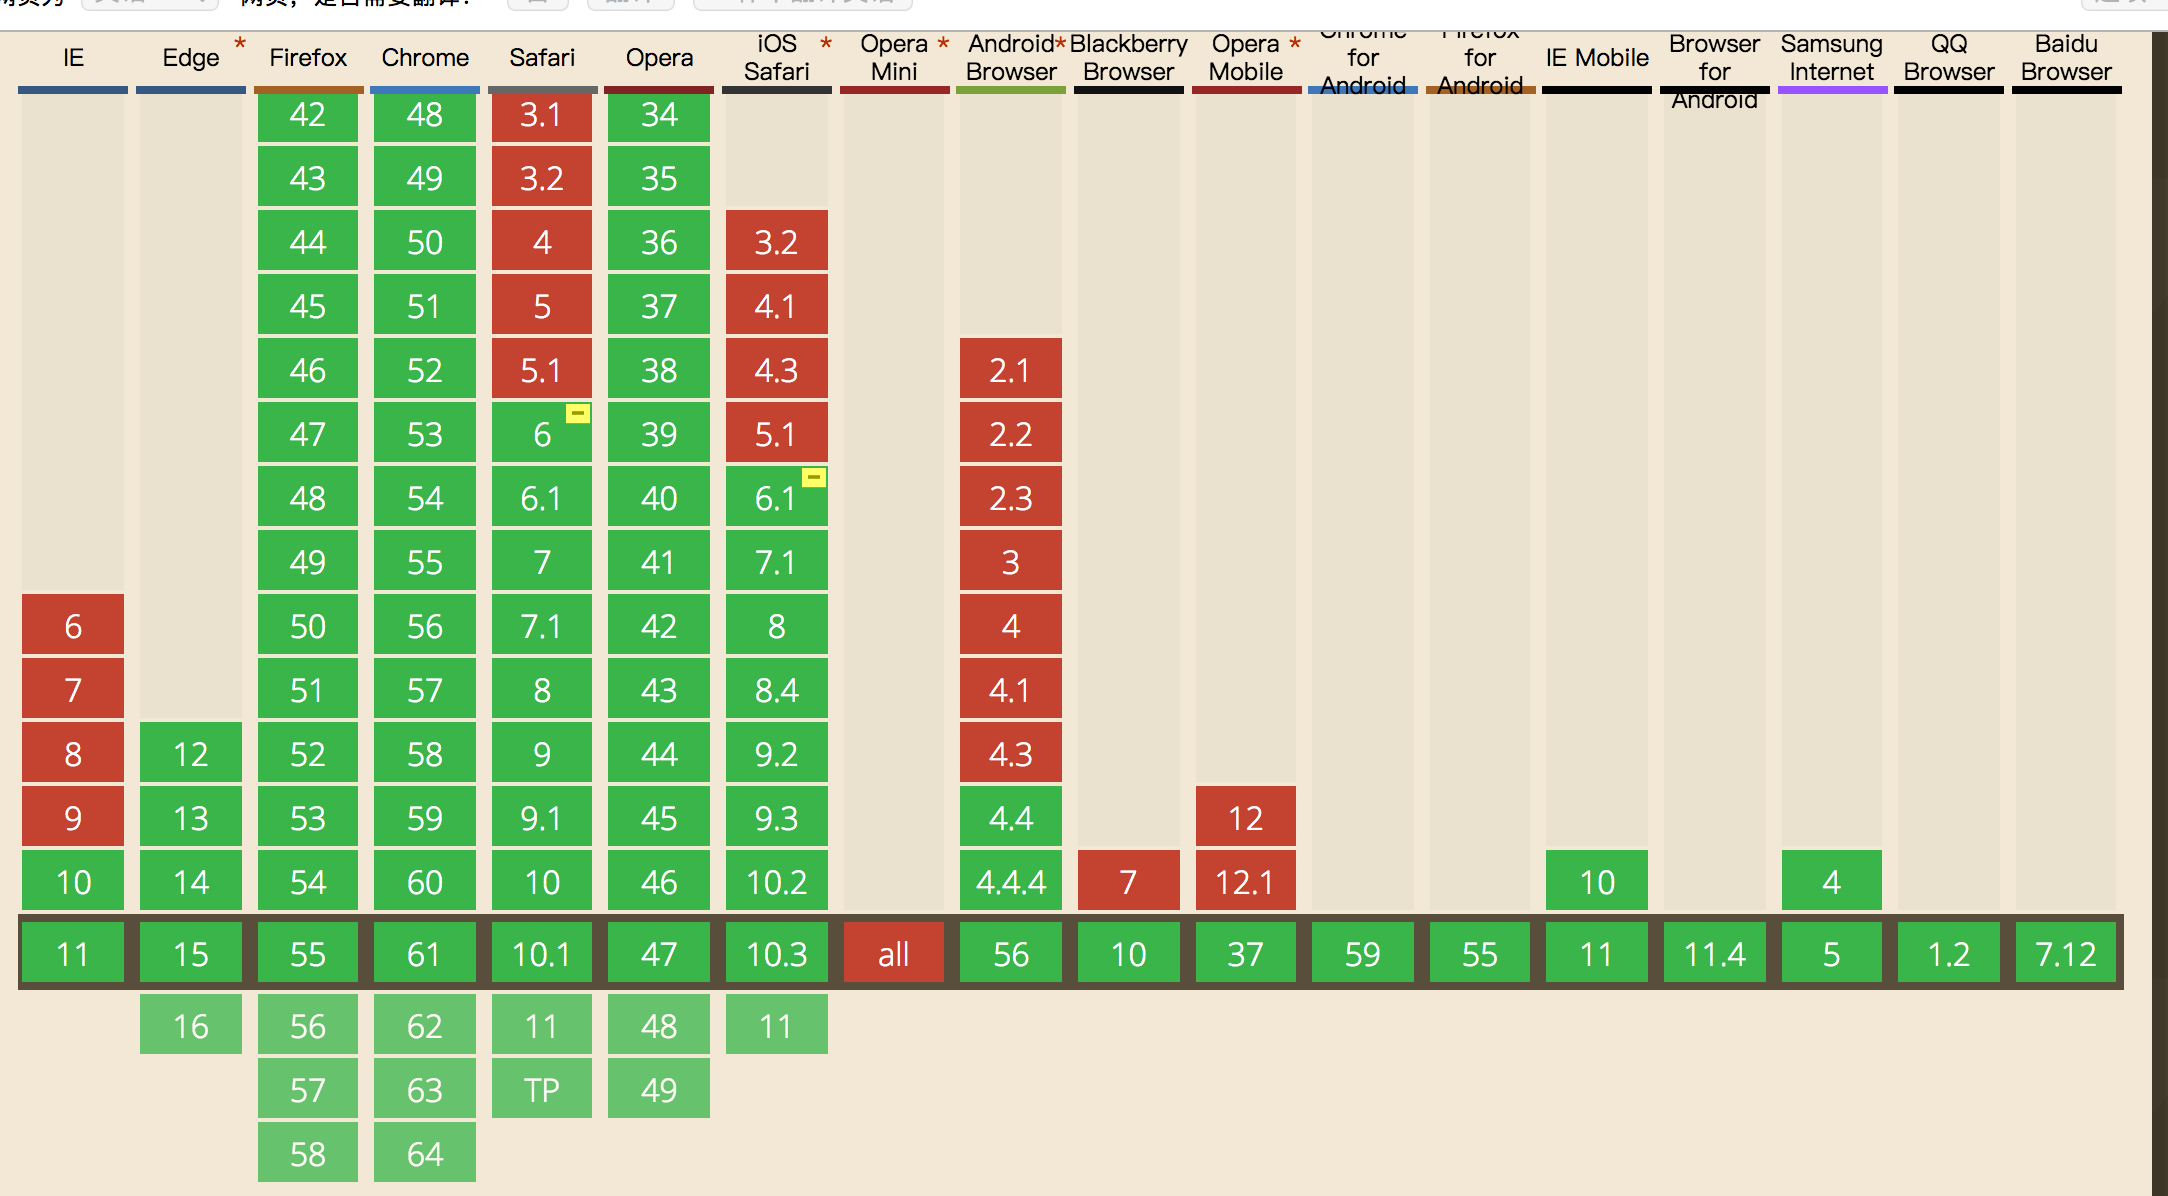 网页，是否需要翻译？
IE
Edge *
Firefox
Chrome
Safari
Opera
iOS *
Safari
Opera *
Mini
Android*
Browser
Blackberry
Browser
Opera *
Mobile
Chrome
for
Android
Firefox
for
Android
IE Mobile
Browser
for
Android
Samsung
Internet
QQ
Browser
Baidu
Browser
42 48 3.1 34
43 49 3.2 35
44 50 4 36 3.2
45 51 5 37 4.1
46 52 5.1 38 4.3 2.1
47 53 6 39 5.1 2.2
48 54 6.1 40 6.1 2.3
49 55 7 41 7.1 3
6 50 56 7.1 42 8 4
7 51 57 8 43 8.4 4.1
8 12 52 58 9 44 9.2 4.3
9 13 53 59 9.1 45 9.3 4.4 12
10 14 54 60 10 46 10.2 4.4.4 7 12.1 10 4
11 15 55 61 10.1 47 10.3 all 56 10 37 59 55 11 11.4 5 1.2 7.12
16 56 62 11 48 11
57 63 TP 49
58 64